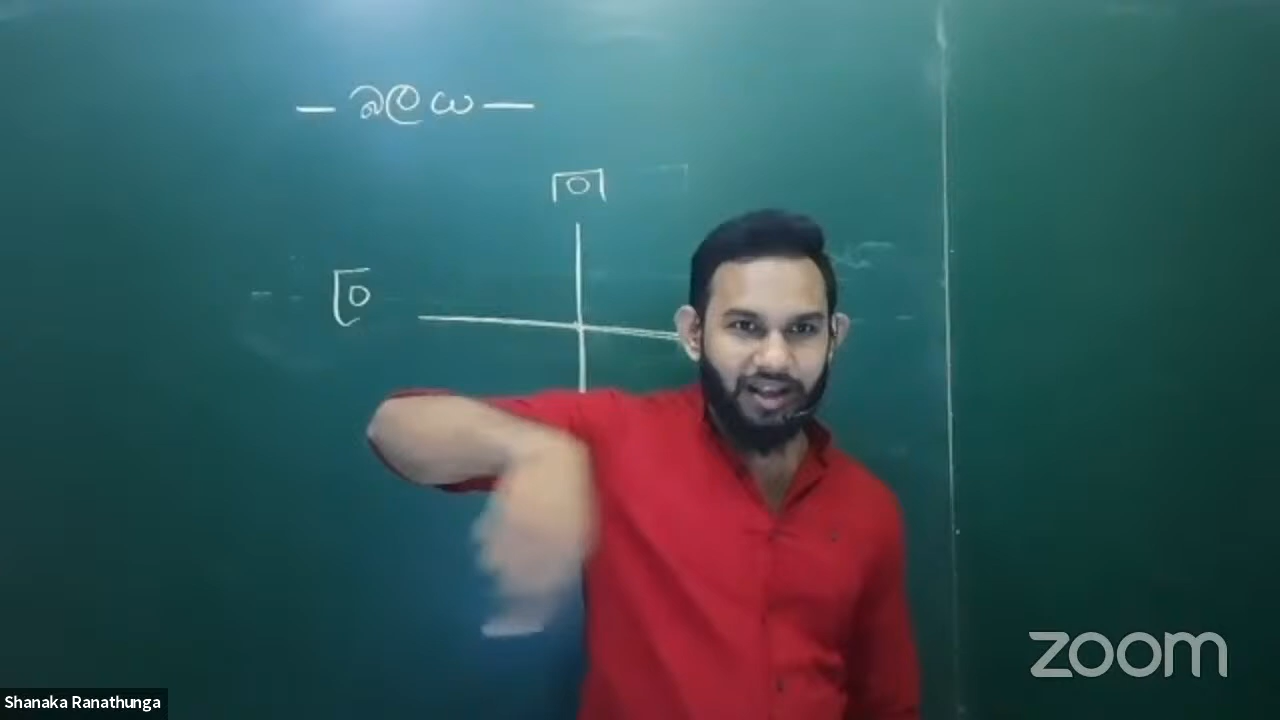 — බලය —
zoom
Shanaka Ranathunga